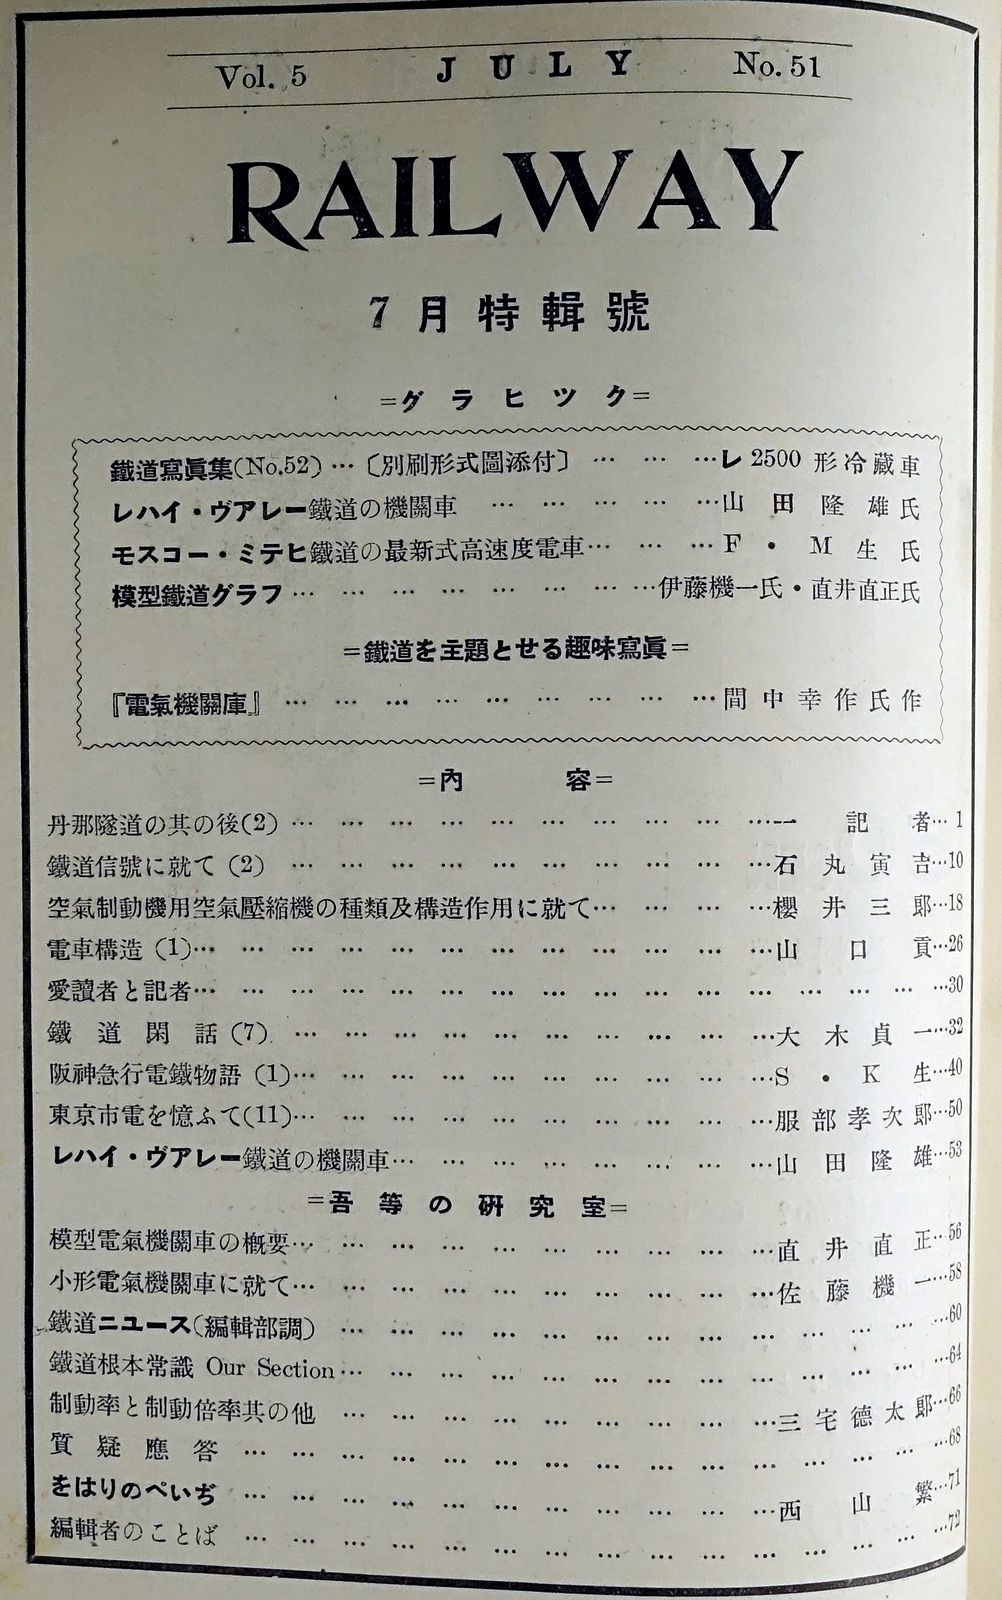 Vol. 5 JULY No. 51
RAILWAY
7月特輯號
=グラヒツク=
鐵道寫眞集(No.52)…〔別刷形式圖添付〕… … …レ2500形冷藏車
レハイ・ヴアレー鐵道の機關車 … … … … …山田隆雄氏
モスコー・ミテヒ鐵道の最新式高速度電車… … …F・M生氏
模型鐵道グラフ… … … … … … … …伊藤機一氏・直井直正氏
=鐵道を主題とせる趣味寫眞=
『電氣機關庫』 … … … … … … … … …間中幸作氏作
=內容=
丹那隧道の其の後(2) … … … … … … … … … …一記者…1
鐵道信號に就て (2) … … … … … … … … … …石丸寅吉…10
空氣制動機用空氣壓縮機の種類及構造作用に就て… … … …櫻井三郞…18
電車構造 (1)… … … … … … … … … … … …山口貢…26
愛讀者と記者… … … … … … … … … … … … … … … …30
鐵道閑話(7) … … … … … … … … … …大木貞一…32
阪神急行電鐵物語 (1)… … … … … … … … … …S・K生…40
東京市電を憶ふて(11)… … … … … … … … … …服部孝次郞…50
レハイ・ヴアレー鐵道の機關車… … … … … … … …山田隆雄…53
=吾等の硏究室=
模型電氣機關車の槪要… … … … … … … … … …直井直正…56
小形電氣機關車に就て… … … … … … … … … …佐藤機一…58
鐵道ニユース(編輯部調) … … … … … … … … … … … … …60
鐵道根本常識 Our Section… … … … … … … … … … … … …64
制動率と制動倍率其の他 … … … … … … … … …三宅德太郞…66
質疑應答 … … … … … … … … … … … … … … …68
をはりのぺいぢ … … … … … … … … … … …西山繁…71
編輯者のことば … … … … … … … … … … … … … … …72